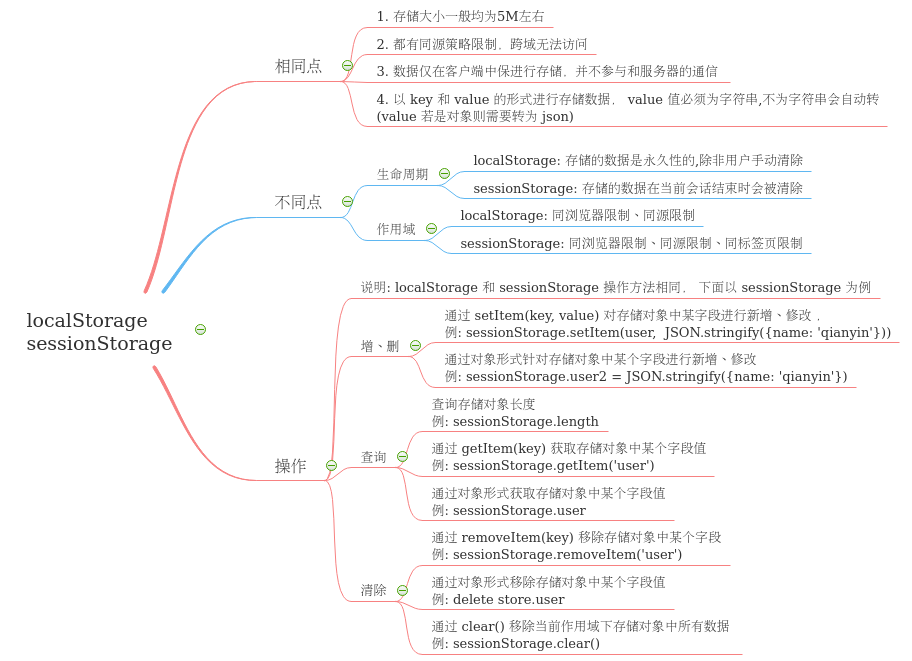 localStorage
sessionStorage
相同点
1. 存储大小一般均为5M左右
2. 都有同源策略限制，跨域无法访问
3. 数据仅在客户端中保进行存储，并不参与和服务器的通信
4. 以 key 和 value 的形式进行存储数据， value 值必须为字符串,不为字符串会自动转
(value 若是对象则需要转为 json)
不同点
生命周期
localStorage: 存储的数据是永久性的,除非用户手动清除
sessionStorage: 存储的数据在当前会话结束时会被清除
作用域
localStorage: 同浏览器限制、同源限制
sessionStorage: 同浏览器限制、同源限制、同标签页限制
操作
说明: localStorage 和 sessionStorage 操作方法相同， 下面以 sessionStorage 为例
增、删
通过 setItem(key, value) 对存储对象中某字段进行新增、修改，
例: sessionStorage.setItem(user, JSON.stringify({name: 'qianyin'}))
通过对象形式针对存储对象中某个字段进行新增、修改
例: sessionStorage.user2 = JSON.stringify({name: 'qianyin'})
查询
查询存储对象长度
例: sessionStorage.length
通过 getItem(key) 获取存储对象中某个字段值
例: sessionStorage.getItem('user')
通过对象形式获取存储对象中某个字段值
例: sessionStorage.user
清除
通过 removeItem(key) 移除存储对象中某个字段
例: sessionStorage.removeItem('user')
通过对象形式移除存储对象中某个字段值
例: delete store.user
通过 clear() 移除当前作用域下存储对象中所有数据
例: sessionStorage.clear()